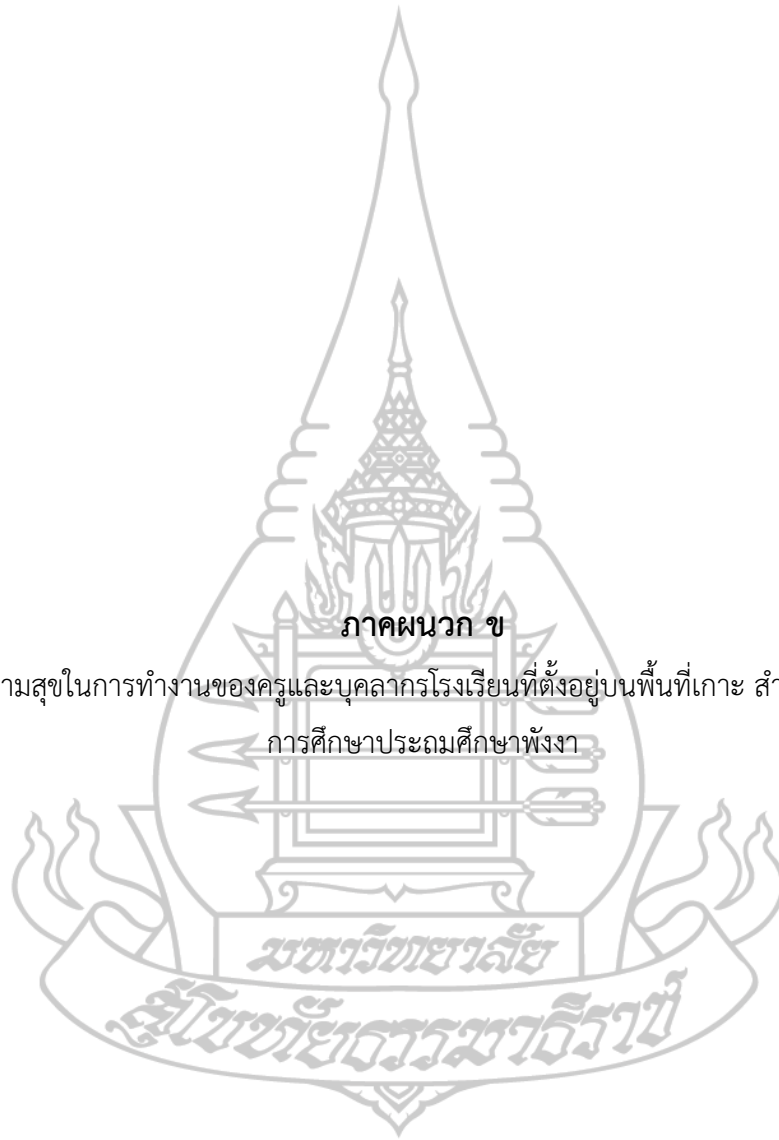 ภาคผนวก ข
ามสุขในการทำงานของครูและบุคลากรโรงเรียนที่ตั้งอยู่บนพื้นที่เกาะ สำ
การศึกษาประถมศึกษาพังงา
มหาวิทยาลัย
สุโขทัยธรรมาธิราช